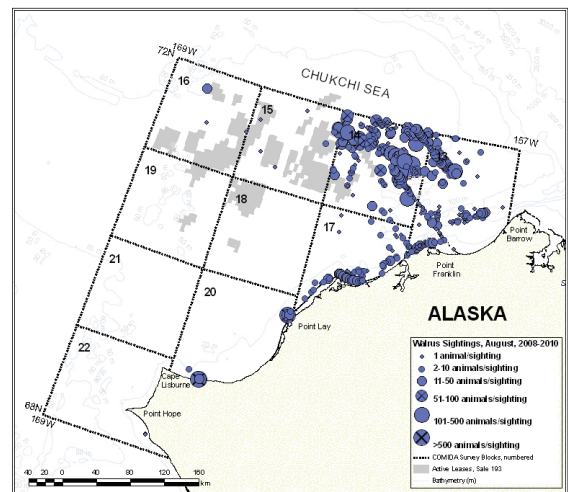 169W
72N
CHUKCHI SEA
16
15
14
13
157W
19
18
17
21
20
22
Point
Barrow
Point
Franklin
Point Lay
ALASKA
Cape
Lisburne
Point Hope
68N
169W
Walrus Sightings, August, 2008-2010
1 animal/sighting
2-10 animals/sighting
11-50 animals/sighting
51-100 animals/sighting
101-500 animals/sighting
>500 animals/sighting
COMIDA Survey Blocks, numbered
Active Leases, Sale 193
Bathymetry (m)
40 20 0 40 80 120 160
km